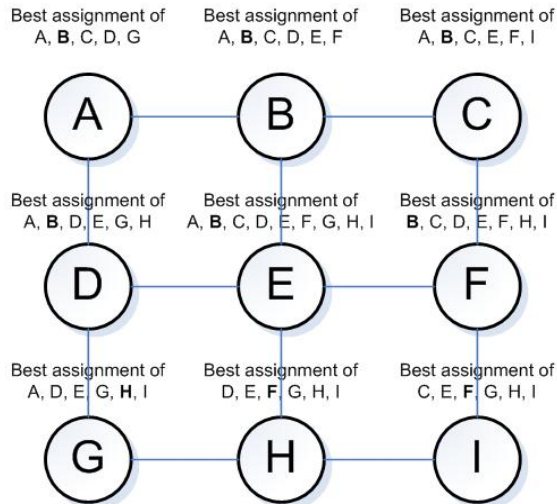 Best assignment of
A, B, C, D, G
Best assignment of
A, B, C, D, E, F
Best assignment of
A, B, C, E, F, I
A
B
C
Best assignment of
A, B, D, E, G, H
Best assignment of
A, B, C, D, E, F, G, H, I
Best assignment of
B, C, D, E, F, H, I
D
E
F
Best assignment of
A, D, E, G, H, I
Best assignment of
D, E, F, G, H, I
Best assignment of
C, E, F, G, H, I
G
H
I